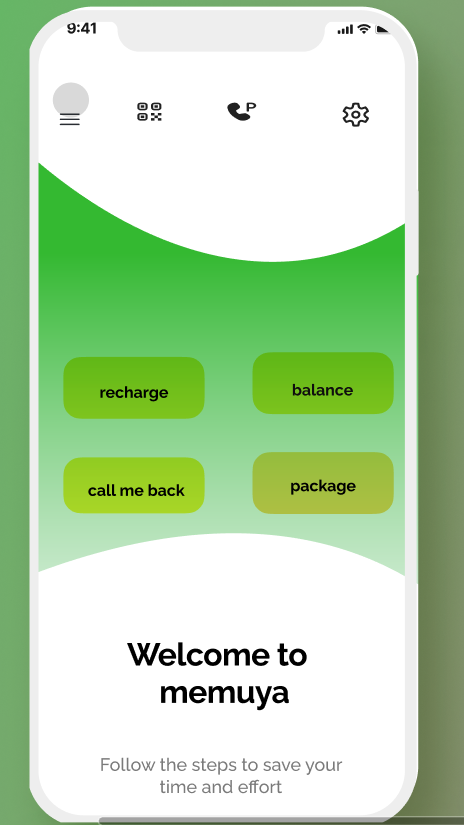 9:41
P
recharge
balance
call me back
package
Welcome to
memuya
Follow the steps to save your
time and effort